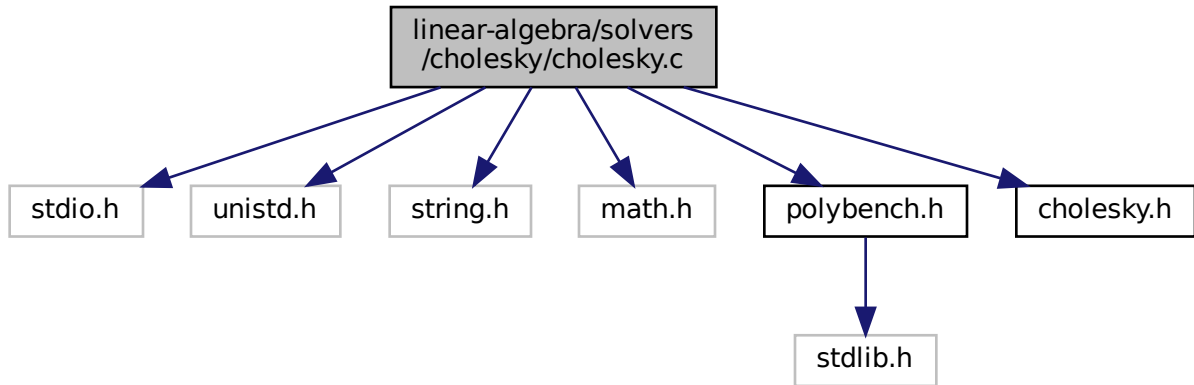 linear-algebra/solvers
/cholesky/cholesky.c
stdio.h
unistd.h
string.h
math.h
polybench.h
cholesky.h
stdlib.h